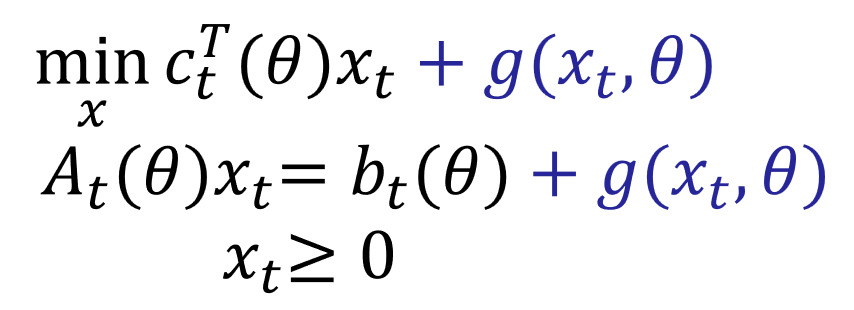 min c_t^T(θ)x_t + g(x_t, θ)
x
A_t(θ)x_t = b_t(θ) + g(x_t, θ)
x_t ≥ 0